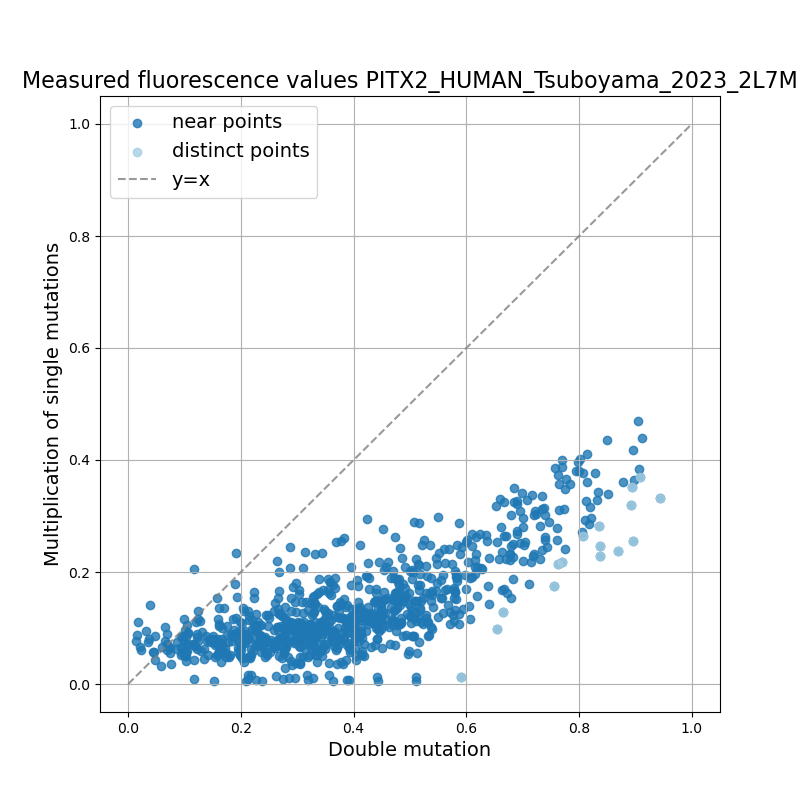 Measured fluorescence values PITX2_HUMAN_Tsuboyama_2023_2L7M
near points
distinct points
y=x
1.0
0.8
0.6
0.4
0.2
0.0
Multiplication of single mutations
0.0 0.2 0.4 0.6 0.8 1.0
Double mutation